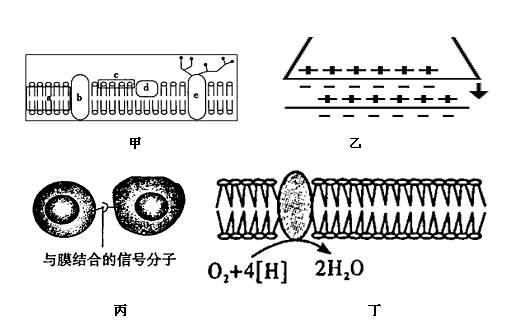 a
b
c
d
e
甲
+ + + + + +
− − − − − −
+ + + + + + +
− − − − − − −
乙
与膜结合的信号分子
丙
O₂+4[H]
2H₂O
丁